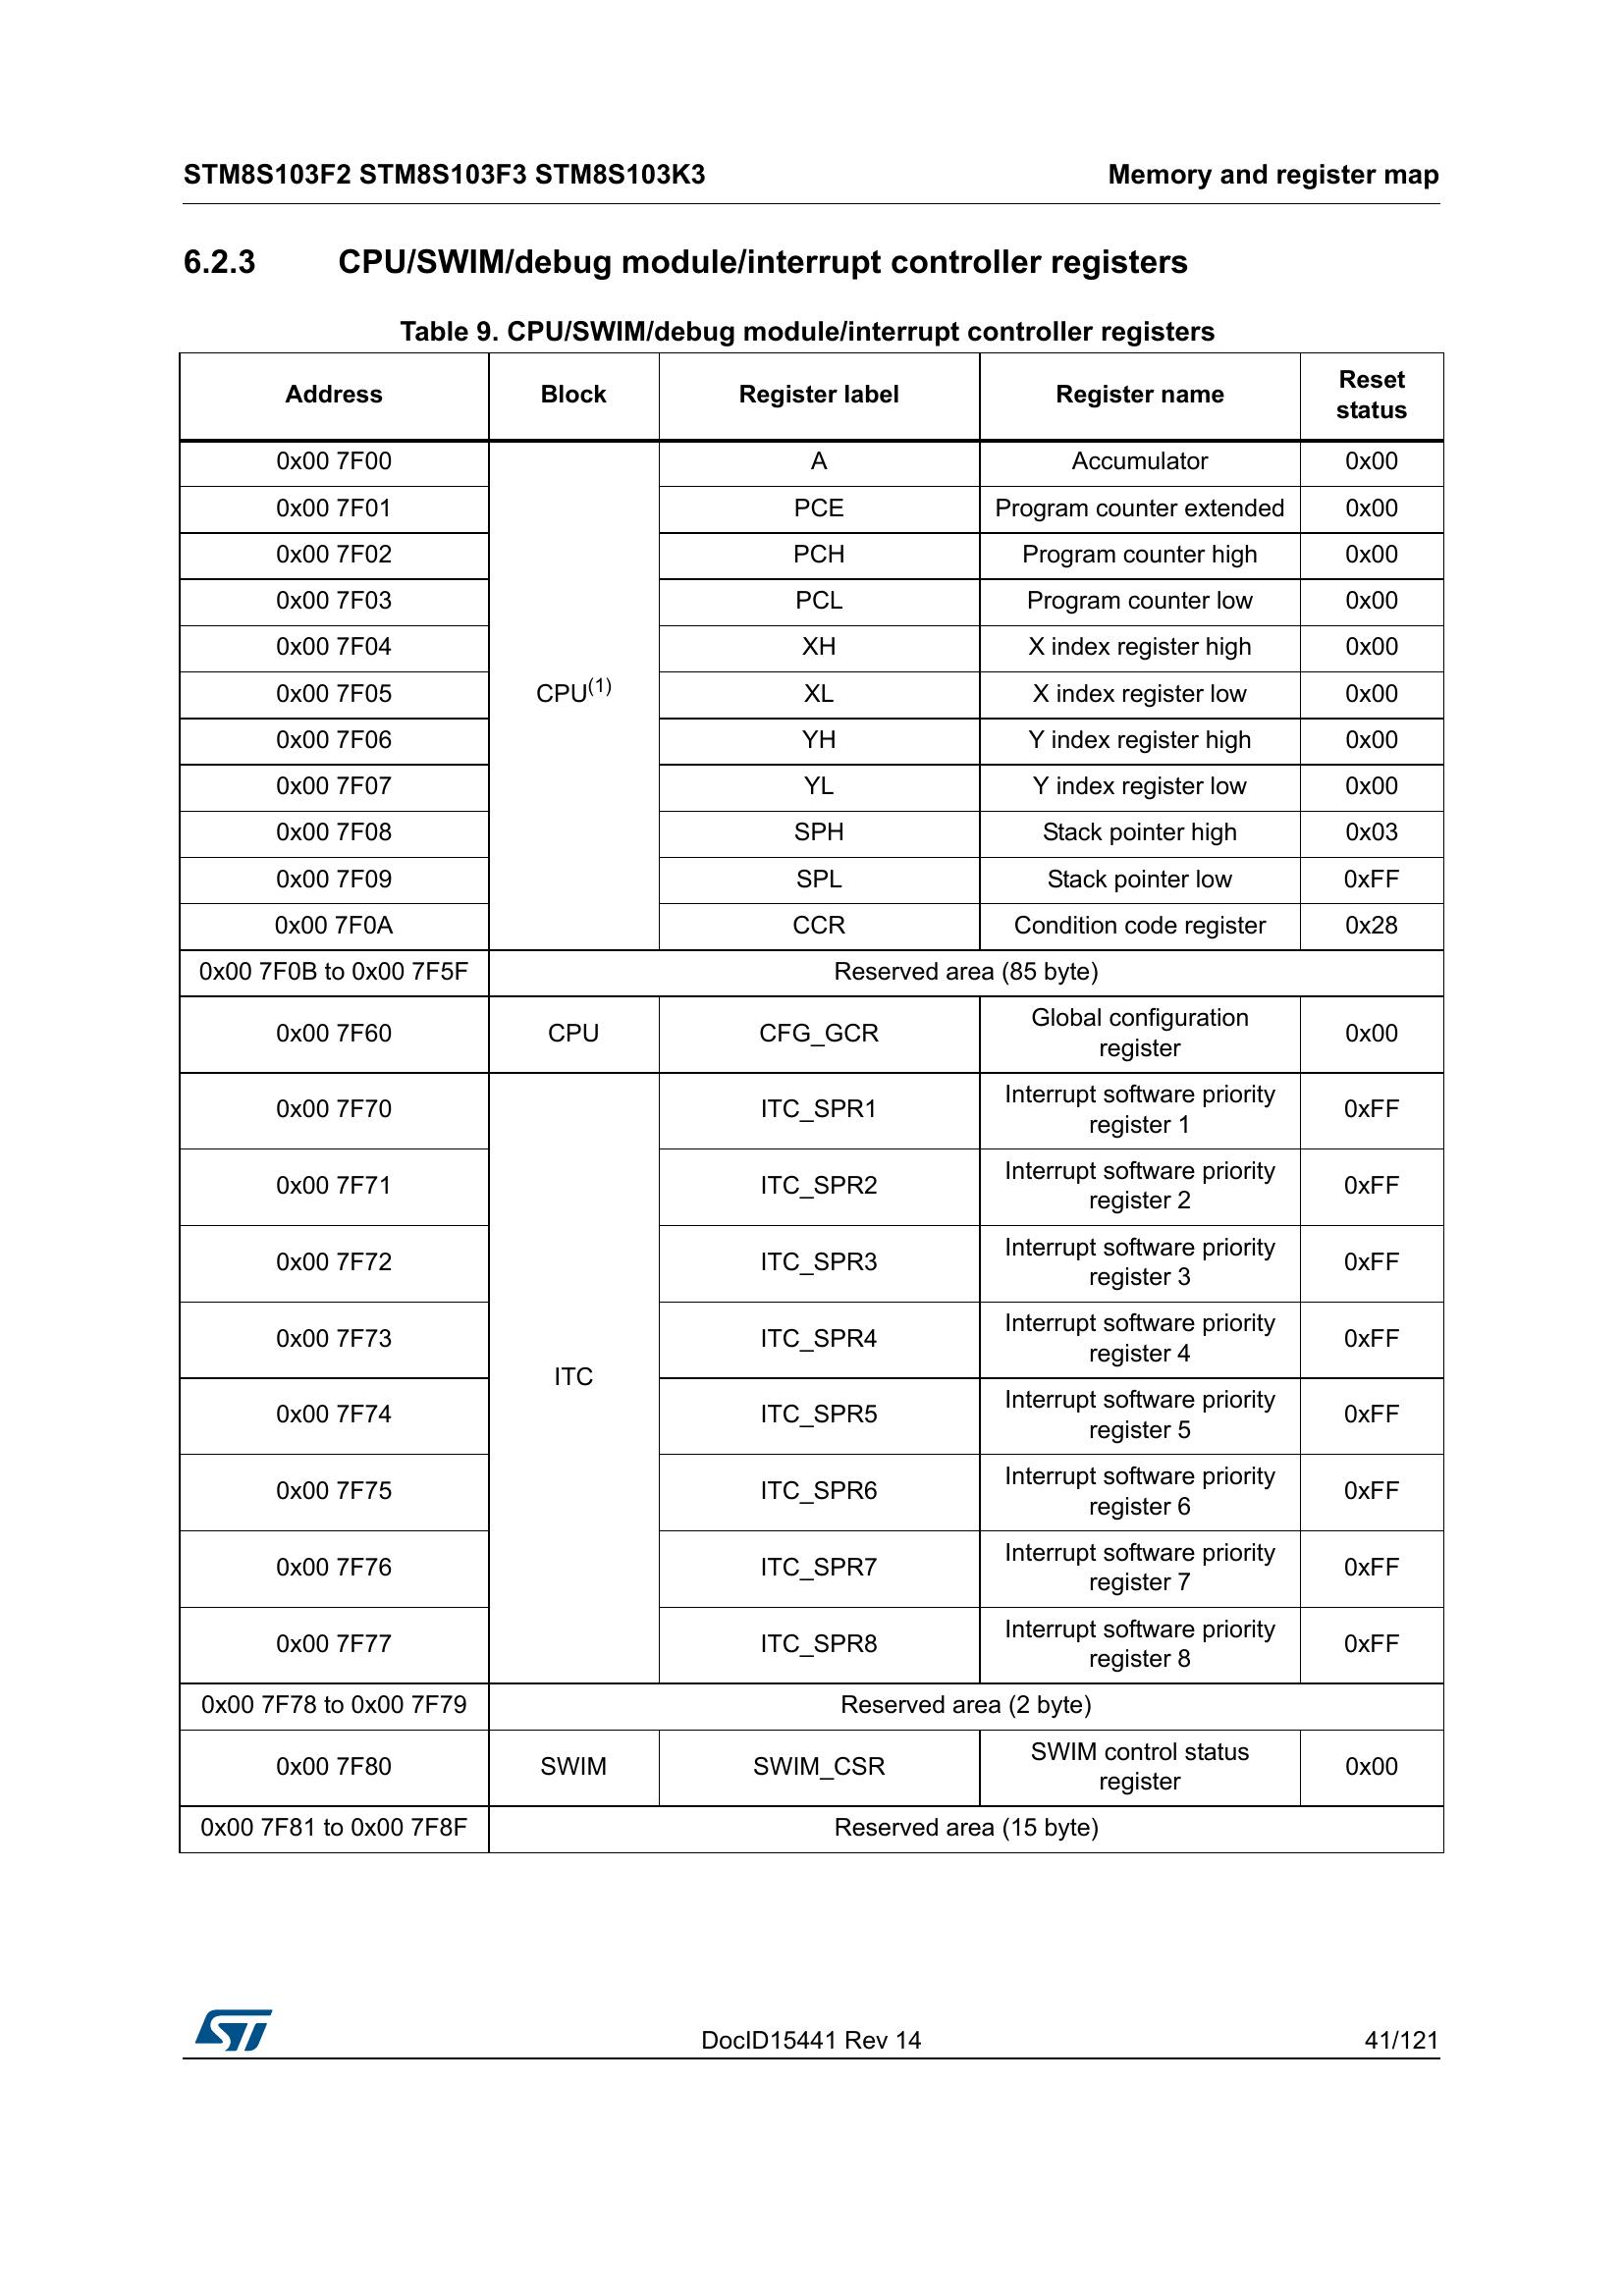 STM8S103F2 STM8S103F3 STM8S103K3 Memory and register map
6.2.3 CPU/SWIM/debug module/interrupt controller registers
Table 9. CPU/SWIM/debug module/interrupt controller registers
Address Block Register label Register name Reset status
0x00 7F00 CPU(1) A Accumulator 0x00
0x00 7F01 PCE Program counter extended 0x00
0x00 7F02 PCH Program counter high 0x00
0x00 7F03 PCL Program counter low 0x00
0x00 7F04 XH X index register high 0x00
0x00 7F05 XL X index register low 0x00
0x00 7F06 YH Y index register high 0x00
0x00 7F07 YL Y index register low 0x00
0x00 7F08 SPH Stack pointer high 0x03
0x00 7F09 SPL Stack pointer low 0xFF
0x00 7F0A CCR Condition code register 0x28
0x00 7F0B to 0x00 7F5F Reserved area (85 byte)
0x00 7F60 CPU CFG_GCR Global configuration register 0x00
0x00 7F70 ITC ITC_SPR1 Interrupt software priority register 1 0xFF
0x00 7F71 ITC_SPR2 Interrupt software priority register 2 0xFF
0x00 7F72 ITC_SPR3 Interrupt software priority register 3 0xFF
0x00 7F73 ITC_SPR4 Interrupt software priority register 4 0xFF
0x00 7F74 ITC_SPR5 Interrupt software priority register 5 0xFF
0x00 7F75 ITC_SPR6 Interrupt software priority register 6 0xFF
0x00 7F76 ITC_SPR7 Interrupt software priority register 7 0xFF
0x00 7F77 ITC_SPR8 Interrupt software priority register 8 0xFF
0x00 7F78 to 0x00 7F79 Reserved area (2 byte)
0x00 7F80 SWIM SWIM_CSR SWIM control status register 0x00
0x00 7F81 to 0x00 7F8F Reserved area (15 byte)
ST DocID15441 Rev 14 41/121